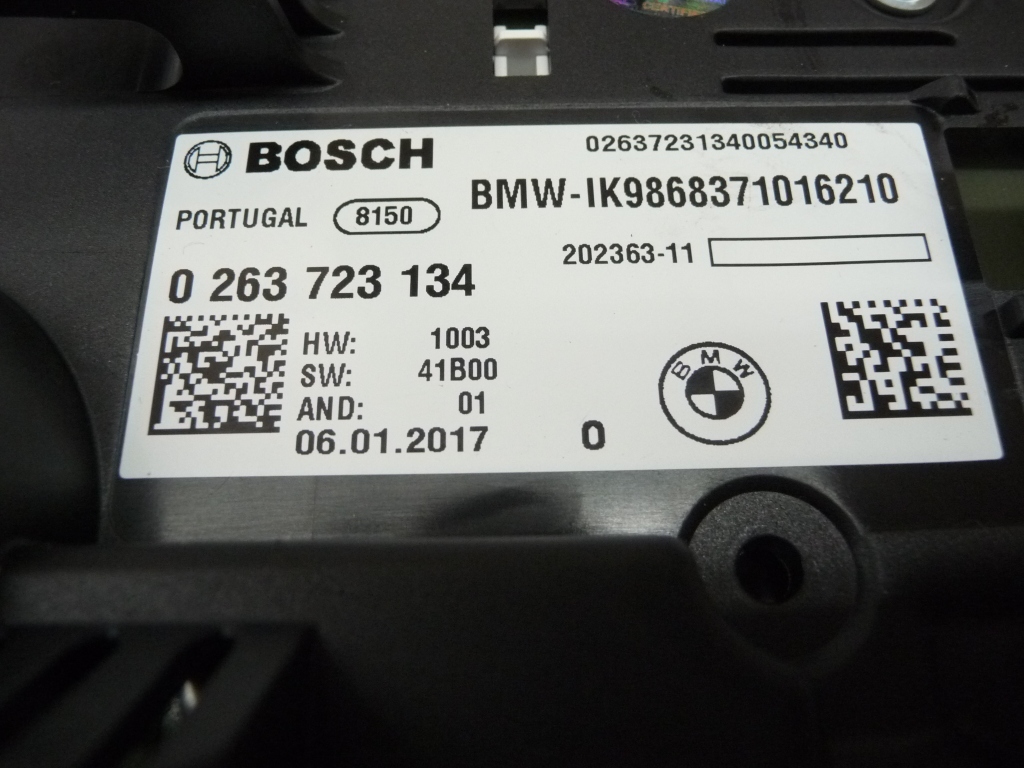 CERTIFIED
BOSCH
02637231340054340
BMW-IK9868371016210
PORTUGAL 8150
202363-11
0 263 723 134
HW: 1003
SW: 41B00
AND: 01
06.01.2017
0
BMW